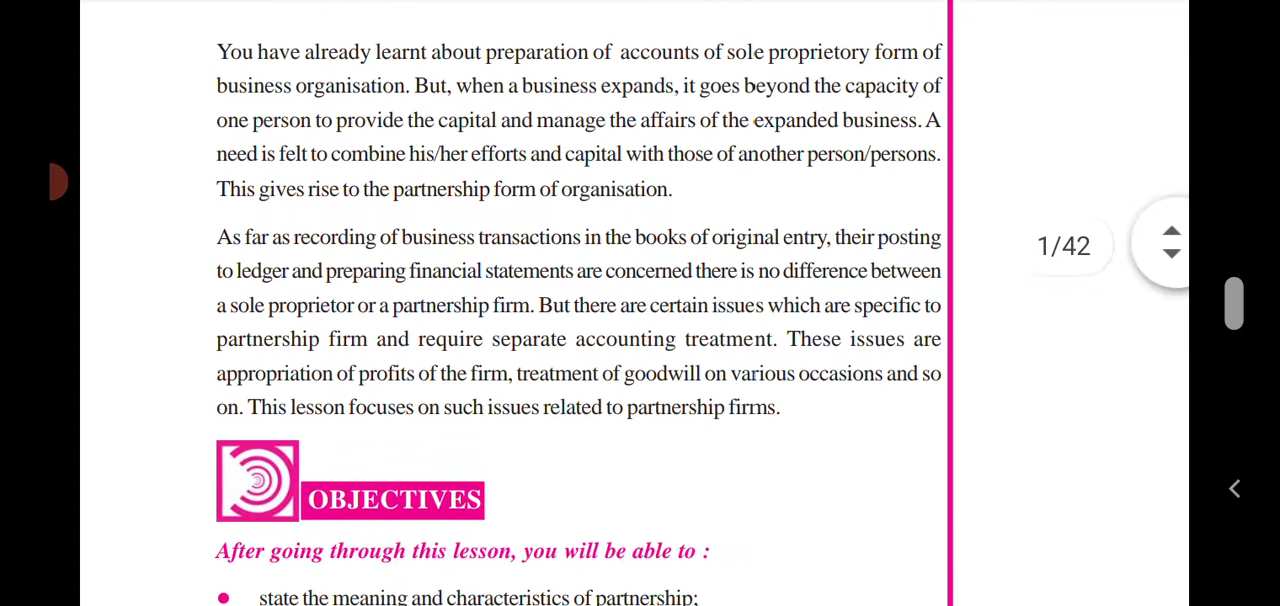 You have already learnt about preparation of accounts of sole proprietory form of
business organisation. But, when a business expands, it goes beyond the capacity of
one person to provide the capital and manage the affairs of the expanded business. A
need is felt to combine his/her efforts and capital with those of another person/persons.
This gives rise to the partnership form of organisation.
As far as recording of business transactions in the books of original entry, their posting
to ledger and preparing financial statements are concerned there is no difference between
a sole proprietor or a partnership firm. But there are certain issues which are specific to
partnership firm and require separate accounting treatment. These issues are
appropriation of profits of the firm, treatment of goodwill on various occasions and so
on. This lesson focuses on such issues related to partnership firms.
1/42
OBJECTIVES
After going through this lesson, you will be able to :
● state the meaning and characteristics of partnership;